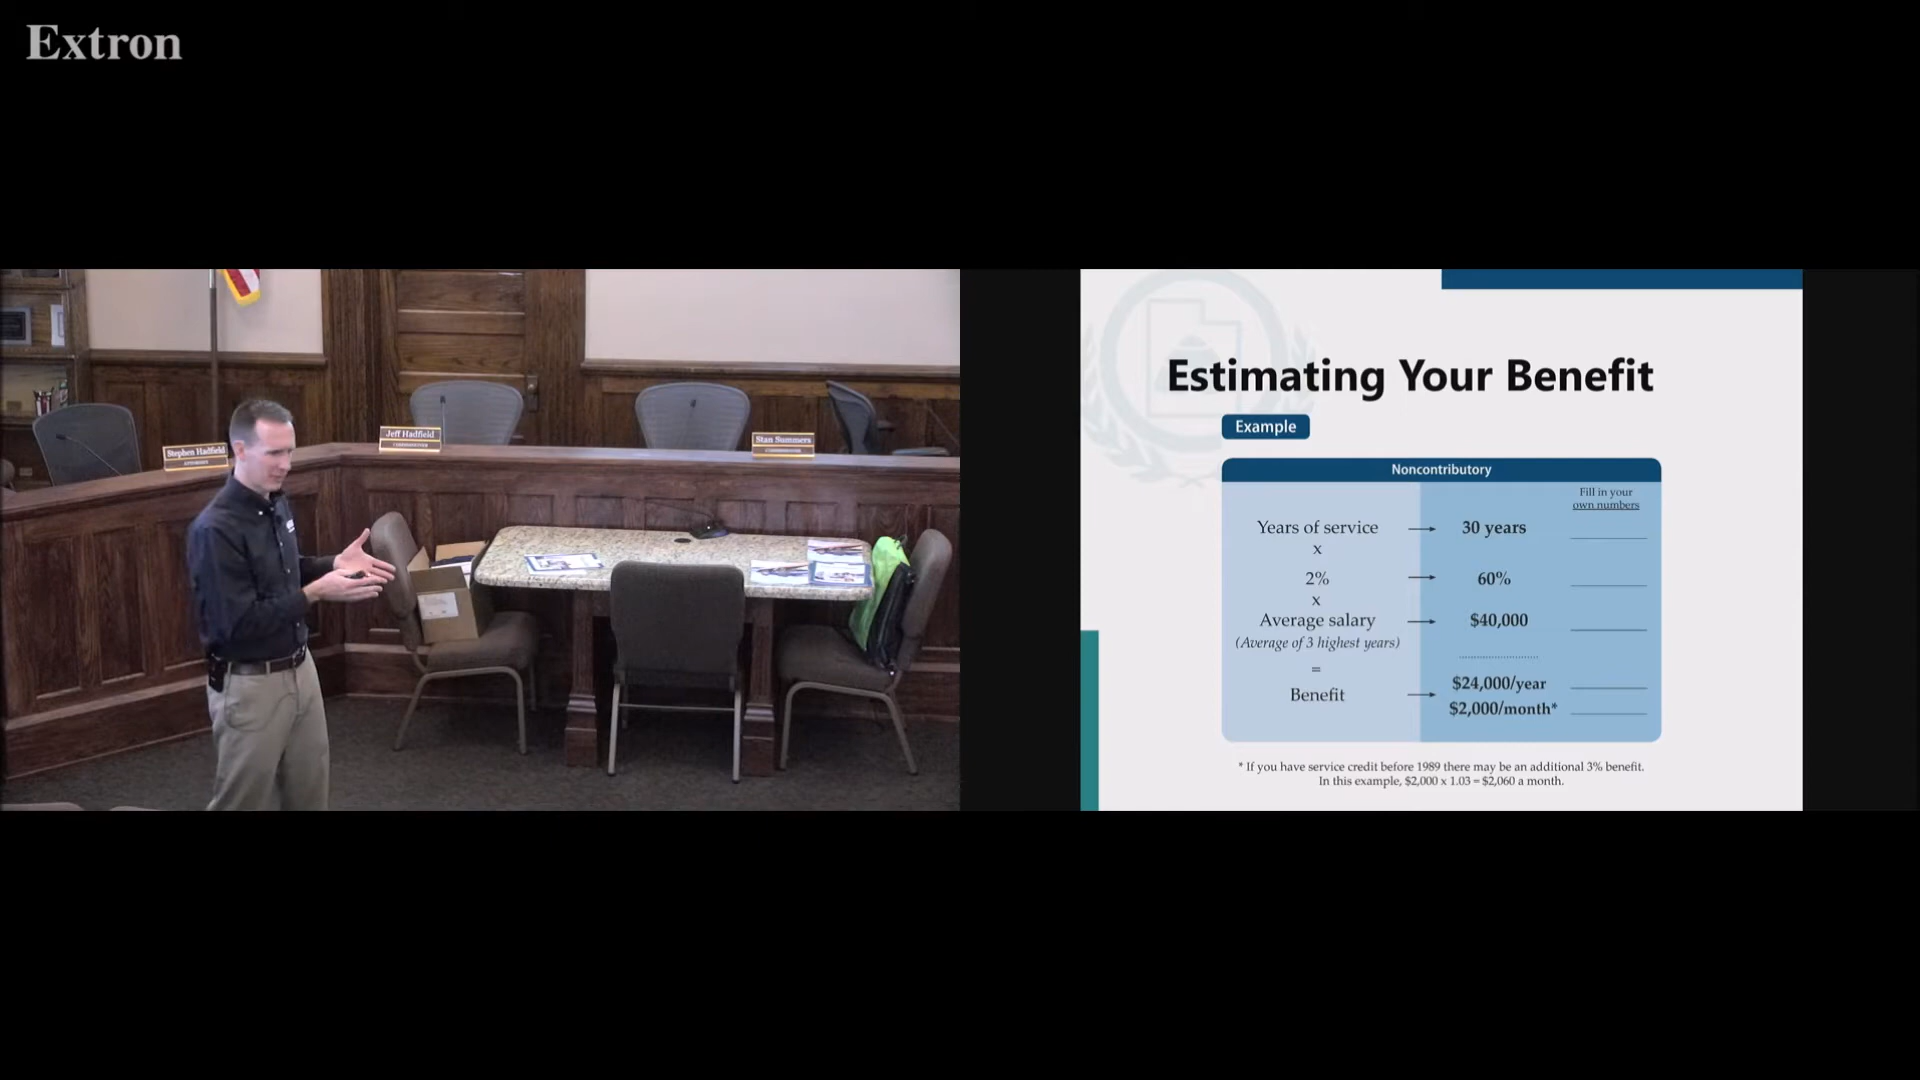 Extron
Stephen Hadfield
ATTORNEY
Jeff Hadfield
COMMISSIONER
Stan Summers
COMMISSIONER
Estimating Your Benefit
Example
Noncontributory
Fill in your
own numbers
Years of service
30 years
x
2%
60%
x
Average salary
$40,000
(Average of 3 highest years)
=
Benefit
$24,000/year
$2,000/month*
* If you have service credit before 1989 there may be an additional 3% benefit.
In this example, $2,000 x 1.03 = $2,060 a month.